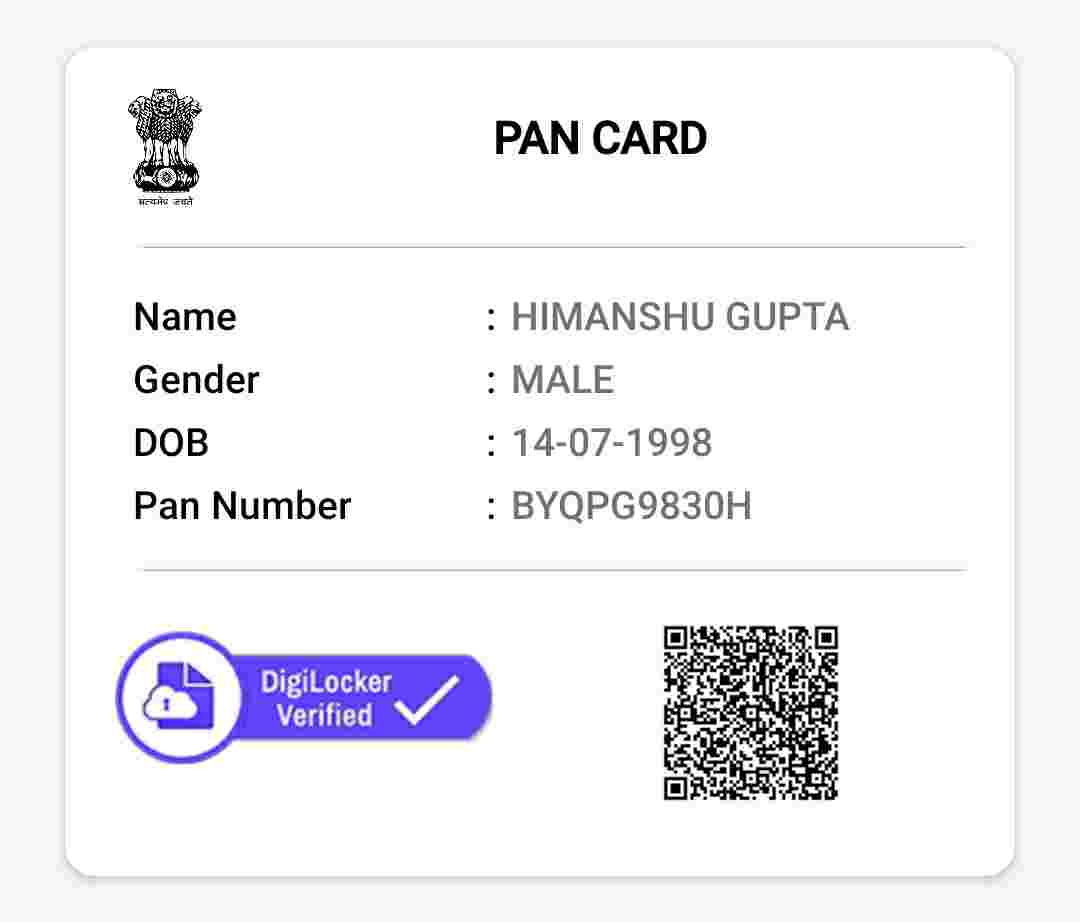 सत्यमेव जयते
PAN CARD
Name : HIMANSHU GUPTA
Gender : MALE
DOB : 14-07-1998
Pan Number : BYQPG9830H
DigiLocker
Verified